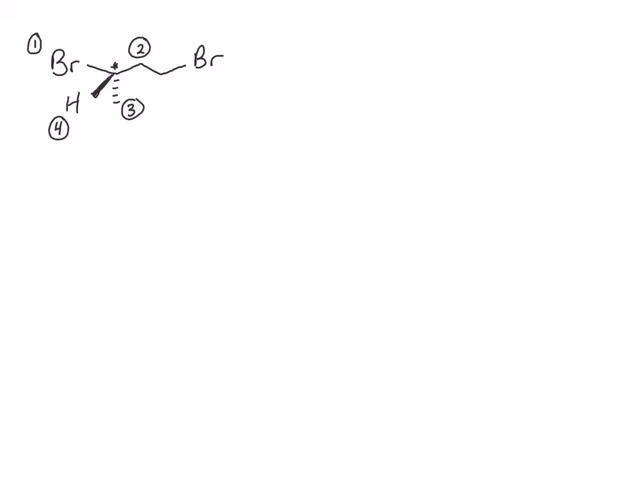 ① ②
Br * Br
H ③
④